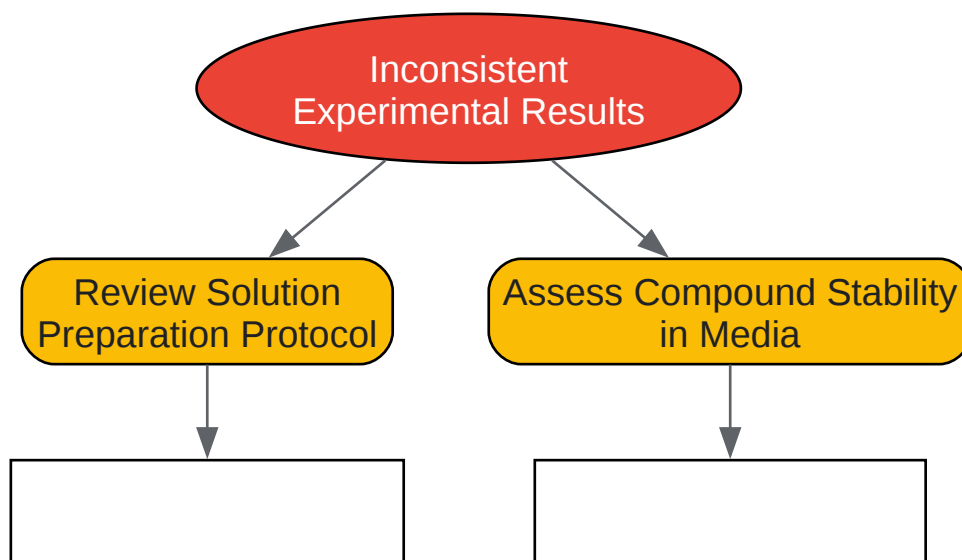 Inconsistent
Experimental Results
Review Solution
Preparation Protocol
Assess Compound Stability
in Media